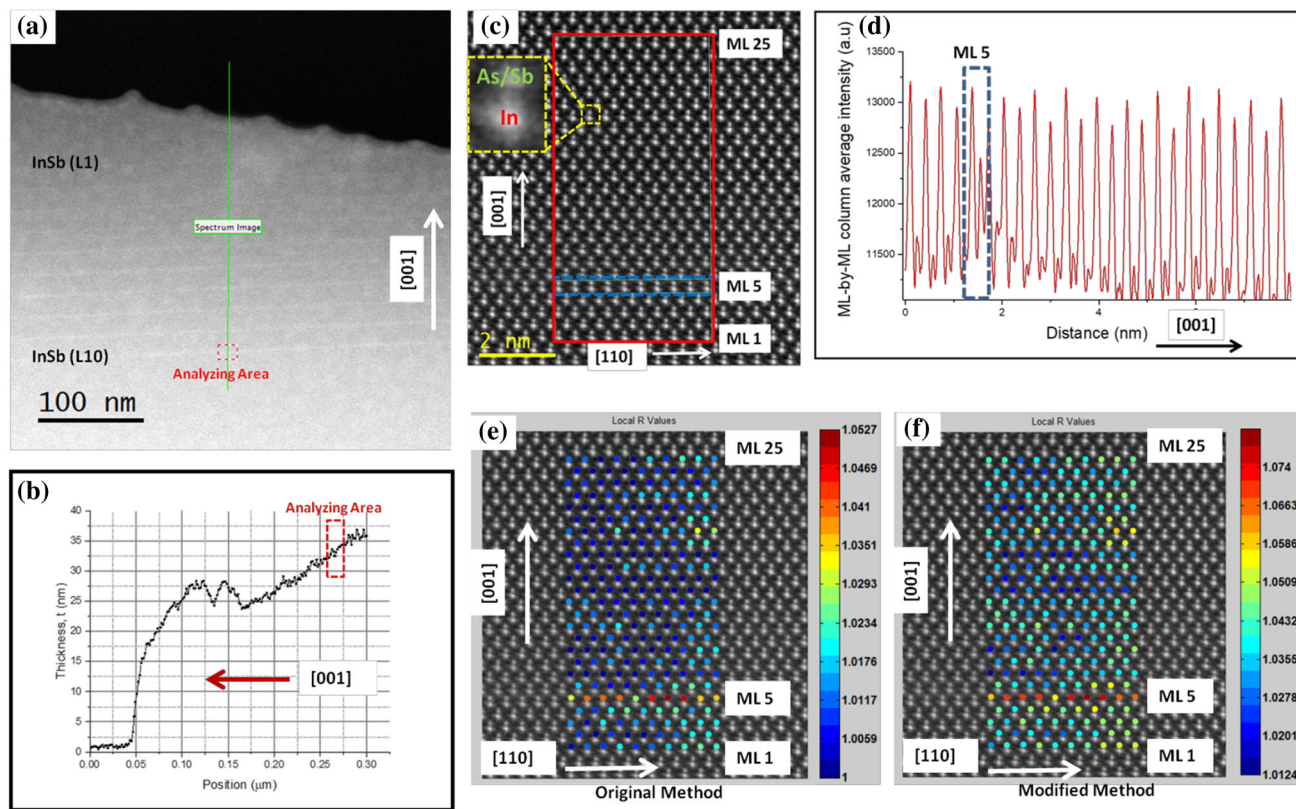 (a)
InSb (L1)
Spectrum Image
[001]
InSb (L10)
Analyzing Area
100 nm
(b)
Analyzing Area
40
35
30
25
20
15
10
5
0
Thickness, t (nm)
[001]
0.00 0.05 0.10 0.15 0.20 0.25 0.30
Position (μm)
(c)
ML 25
As/Sb
In
[001]
ML 5
2 nm
[110]
ML 1
(d)
ML 5
13500
13000
12500
12000
11500
ML-by-ML column average intensity (a.u)
0 2 4 6
Distance (nm)
[001]
(e)
Local R Values
ML 25
[001]
ML 5
[110]
ML 1
1.0527
1.0469
1.041
1.0351
1.0293
1.0234
1.0176
1.0117
1.0059
1
Original Method
(f)
Local R Values
ML 25
[001]
ML 5
[110]
ML 1
1.074
1.0663
1.0586
1.0509
1.0432
1.0355
1.0278
1.0201
1.0124
Modified Method